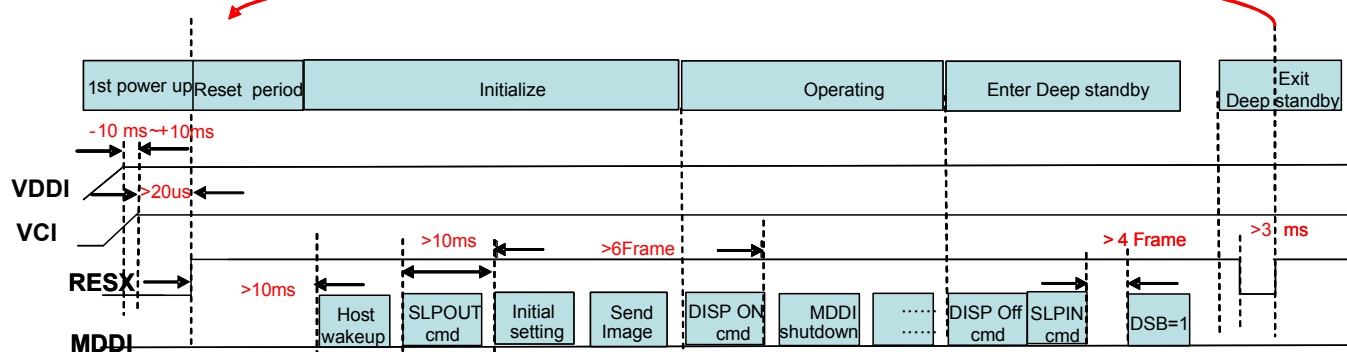 1st power up
Reset period
Initialize
Operating
Enter Deep standby
Exit
Deep standby
-10 ms~+10ms
VDDI
>20us
VCI
>10ms
>6Frame
> 4 Frame
>3 ms
RESX
>10ms
Host
wakeup
SLPOUT
cmd
Initial
setting
Send
Image
DISP ON
cmd
MDDI
shutdown
......
......
DISP Off
cmd
SLPIN
cmd
DSB=1
MDDI